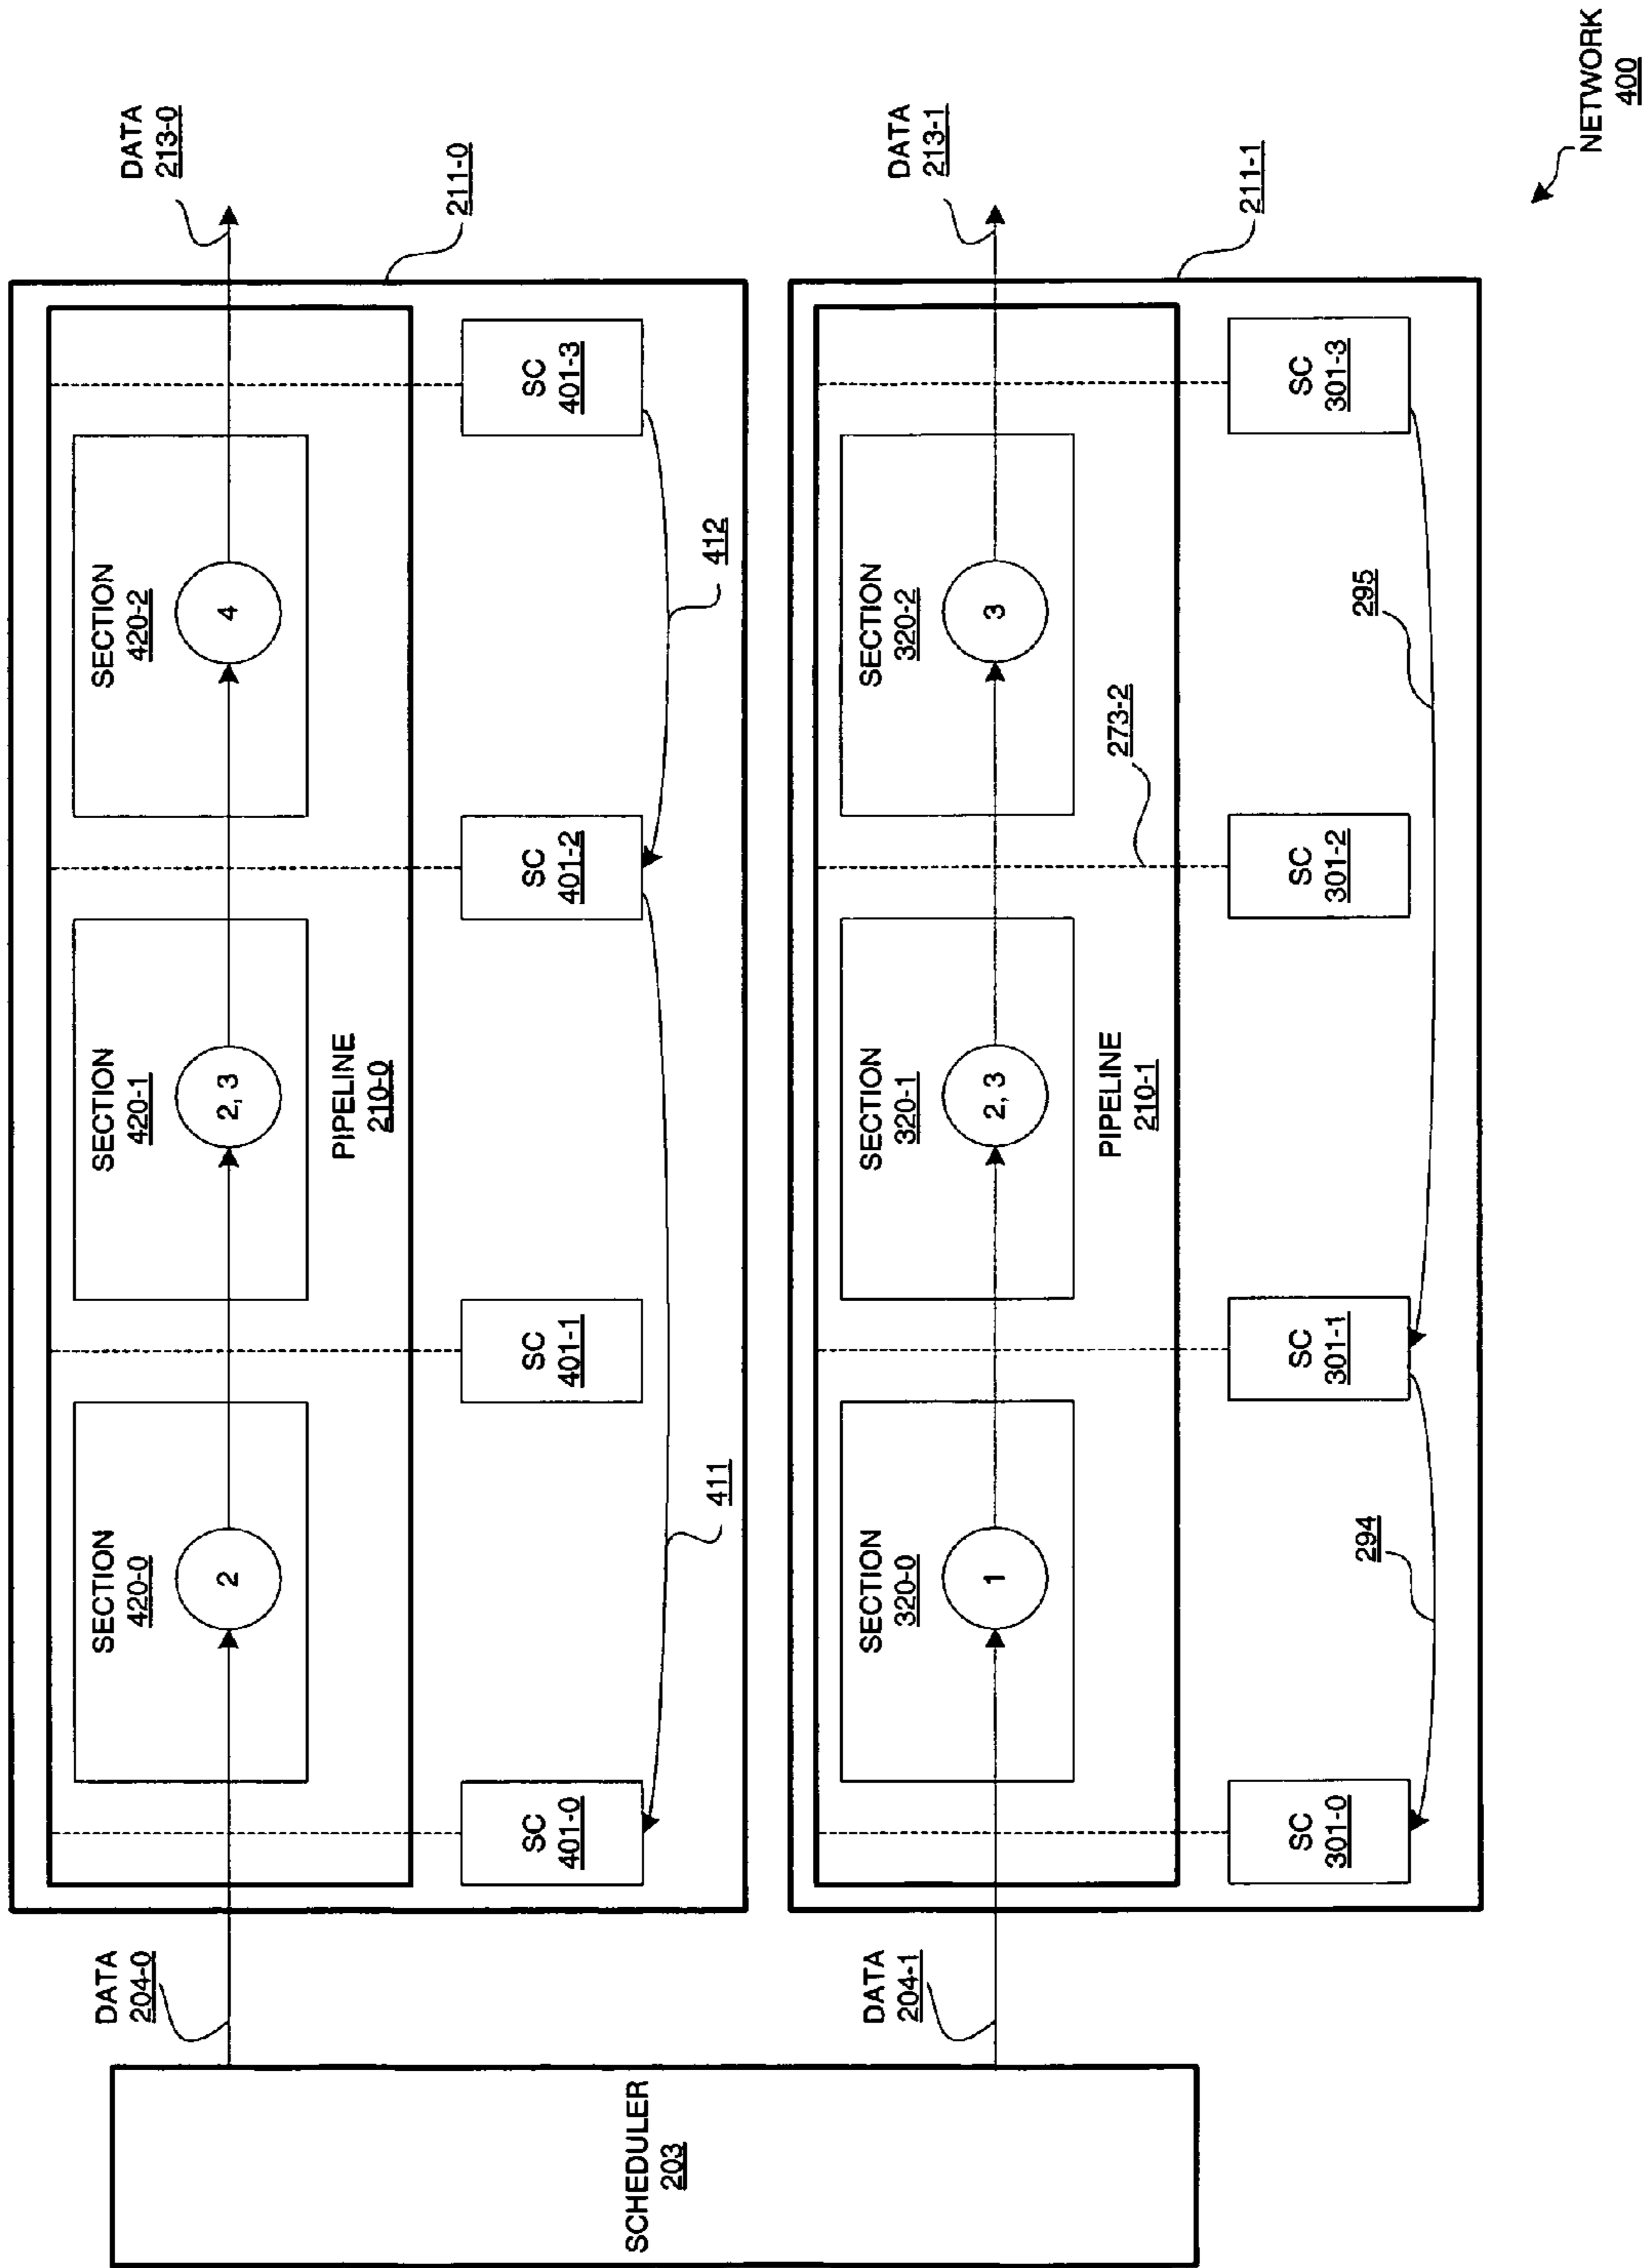 SCHEDULER
203
DATA
204-0
DATA
204-1
SECTION
420-0
2
SECTION
420-1
2, 3
SECTION
420-2
4
PIPELINE
210-0
SC
401-0
SC
401-1
SC
401-2
SC
401-3
411
412
DATA
213-0
211-0
SECTION
320-0
1
SECTION
320-1
2, 3
SECTION
320-2
3
PIPELINE
210-1
273-2
SC
301-0
SC
301-1
SC
301-2
SC
301-3
294
295
DATA
213-1
211-1
NETWORK
400